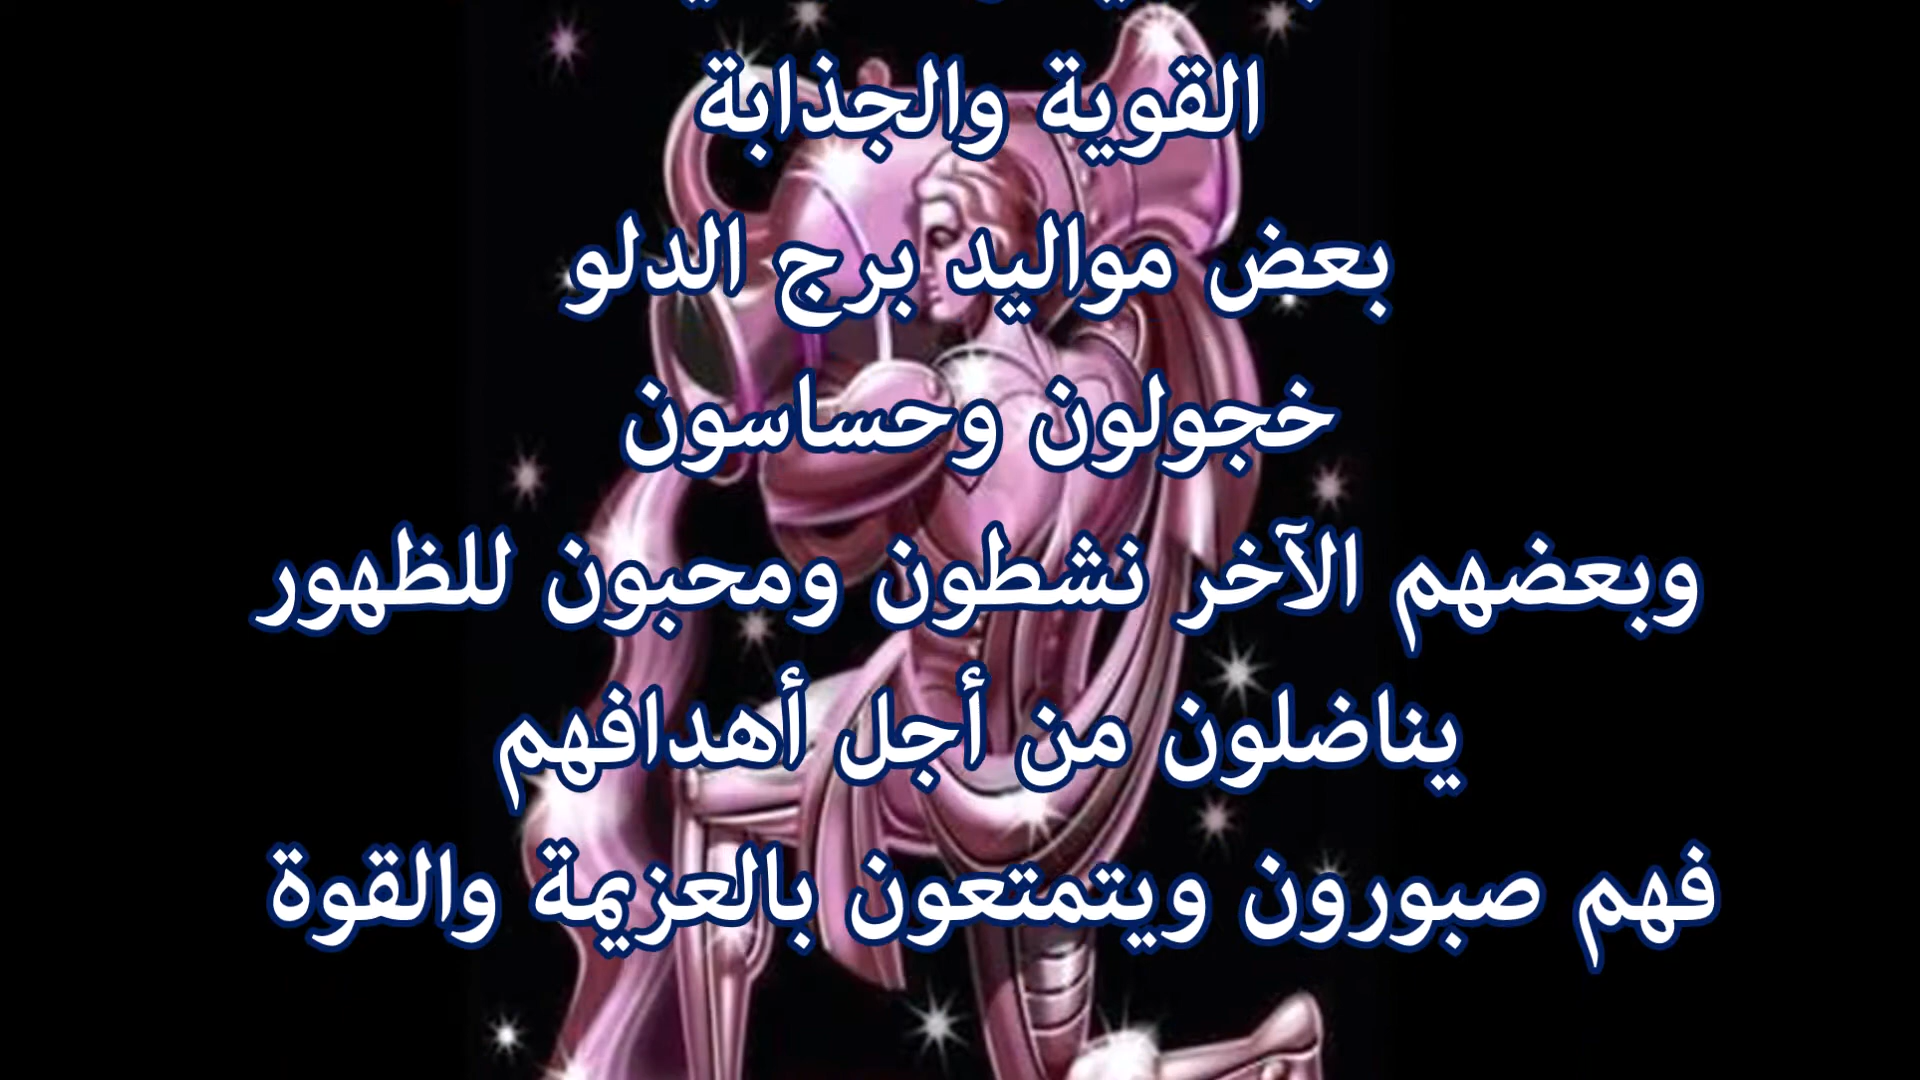 القوية والجذابة
بعض مواليد برج الدلو
خجولون وحساسون
وبعضهم الآخر نشطون ومحبون للظهور
يناضلون من أجل أهدافهم
فهم صبورون ويتمتعون بالعزيمة والقوة